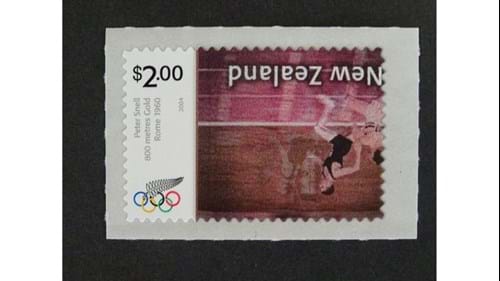 $2.00
New Zealand
Peter Snell
800 metres Gold
Rome 1960
2004